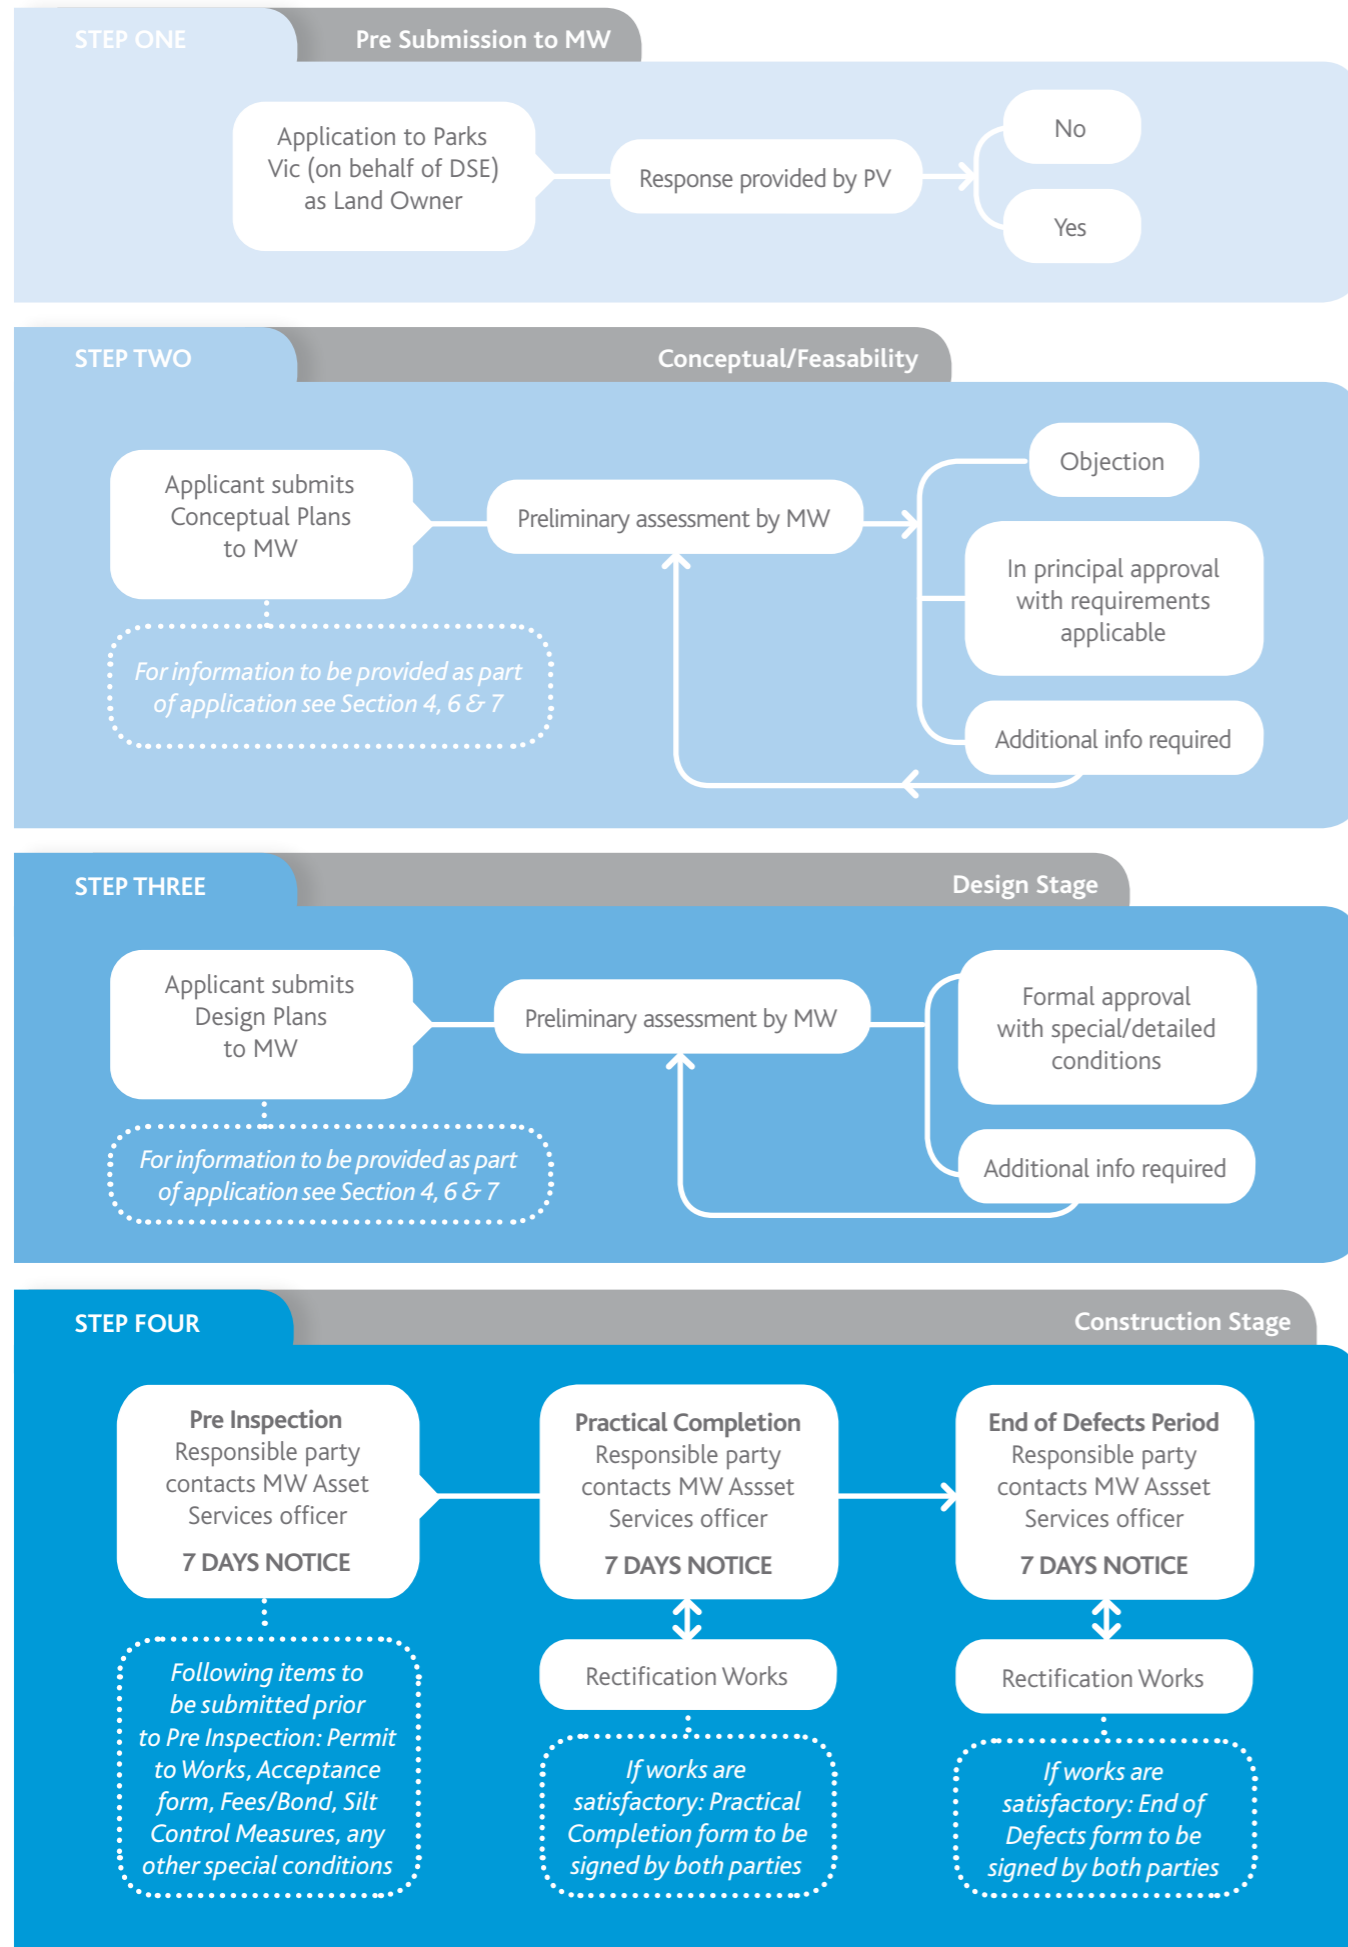 STEP ONE
Pre Submission to MW
Application to Parks
Vic (on behalf of DSE)
as Land Owner
Response provided by PV
No
Yes
STEP TWO
Conceptual/Feasability
Applicant submits
Conceptual Plans
to MW
For information to be provided as part
of application see Section 4, 6 & 7
Preliminary assessment by MW
Objection
In principal approval
with requirements
applicable
Additional info required
STEP THREE
Design Stage
Applicant submits
Design Plans
to MW
For information to be provided as part
of application see Section 4, 6 & 7
Preliminary assessment by MW
Formal approval
with special/detailed
conditions
Additional info required
STEP FOUR
Construction Stage
Pre Inspection
Responsible party
contacts MW Asset
Services officer
7 DAYS NOTICE
Following items to
be submitted prior
to Pre Inspection: Permit
to Works, Acceptance
form, Fees/Bond, Silt
Control Measures, any
other special conditions
Practical Completion
Responsible party
contacts MW Assset
Services officer
7 DAYS NOTICE
Rectification Works
If works are
satisfactory: Practical
Completion form to be
signed by both parties
End of Defects Period
Responsible party
contacts MW Assset
Services officer
7 DAYS NOTICE
Rectification Works
If works are
satisfactory: End of
Defects form to be
signed by both parties